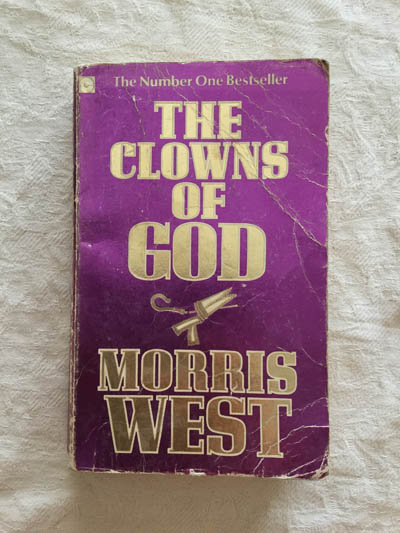 The Number One Bestseller
THE
CLOWNS
OF
GOD
MORRIS
WEST